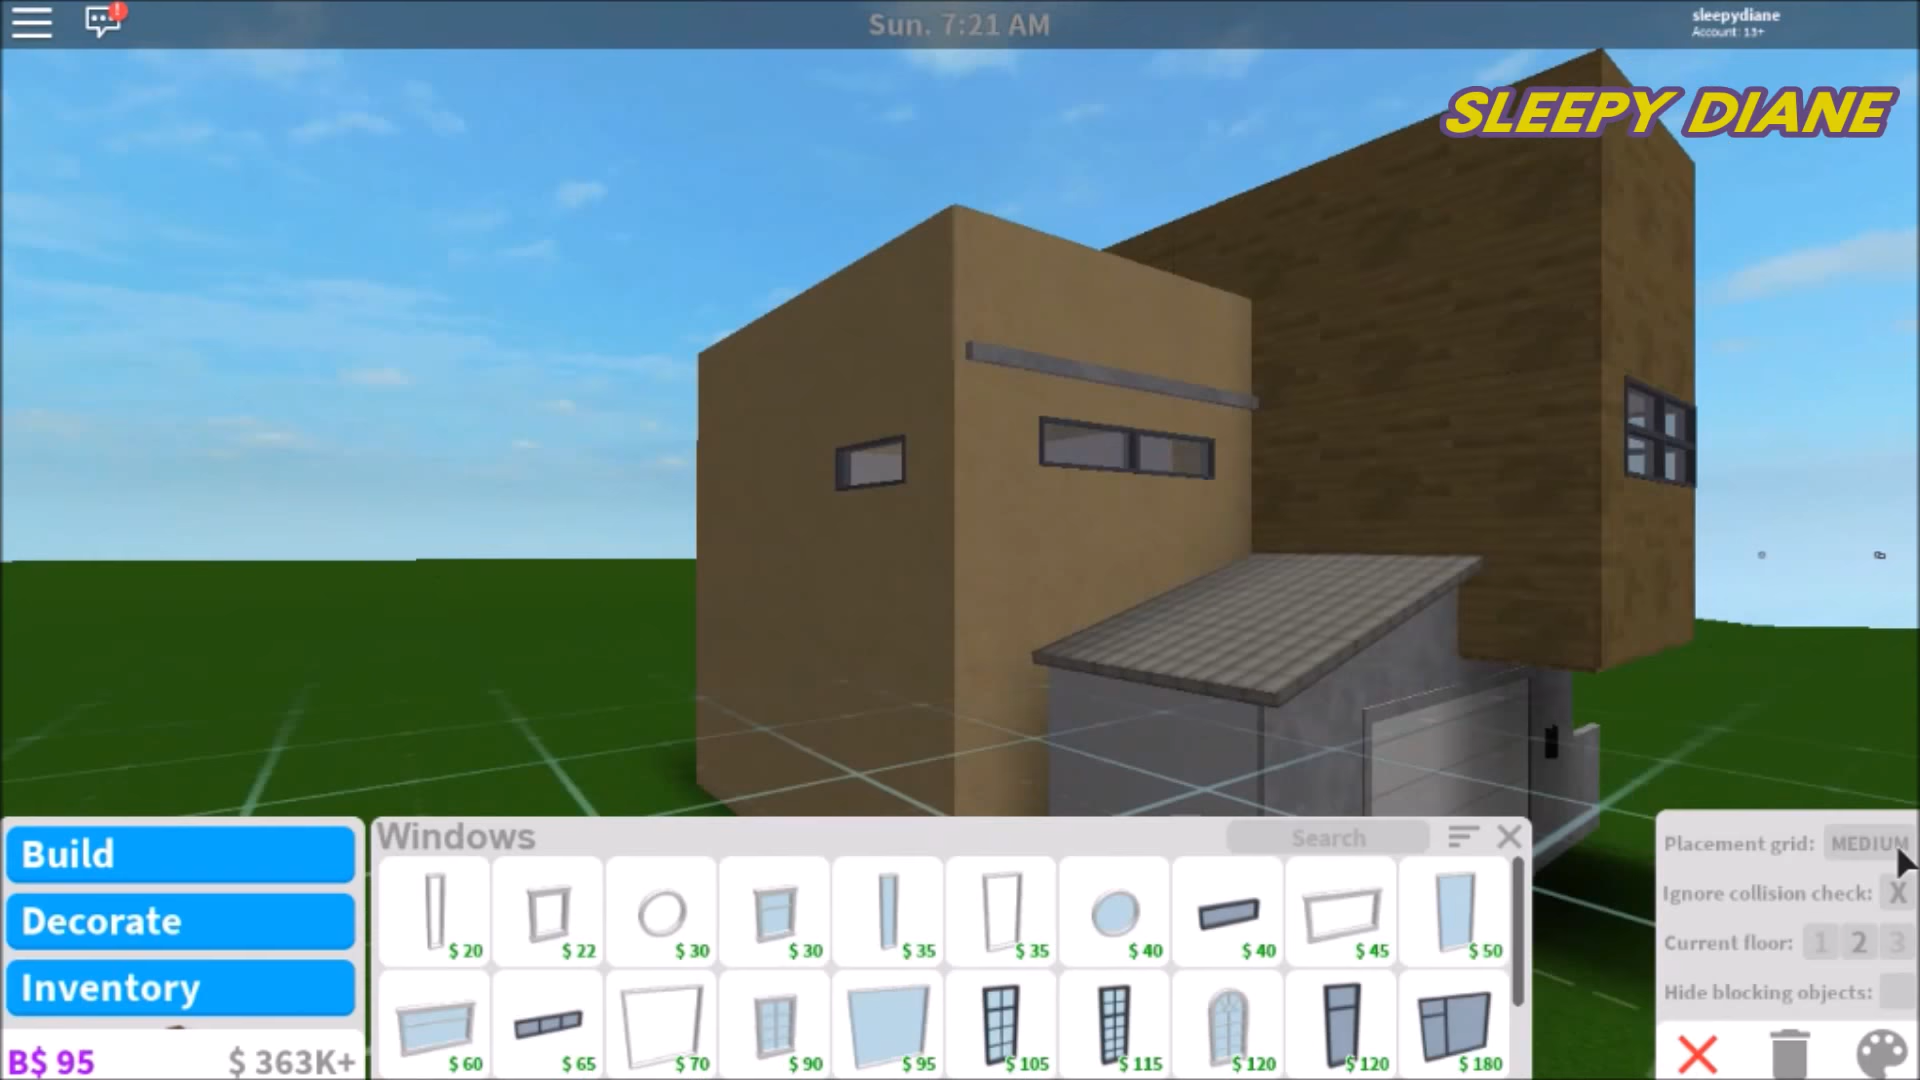 Sun. 7:21 AM
sleepydiane
Account: 13+
SLEEPY DIANE
Build
Decorate
Inventory
B$ 95
$ 363K+
Windows
Search
$ 20
$ 22
$ 30
$ 30
$ 35
$ 35
$ 40
$ 40
$ 45
$ 50
$ 60
$ 65
$ 70
$ 90
$ 95
$ 105
$ 115
$ 120
$ 120
$ 180
Placement grid: MEDIUM
Ignore collision check: X
Current floor: 1 2 3
Hide blocking objects: